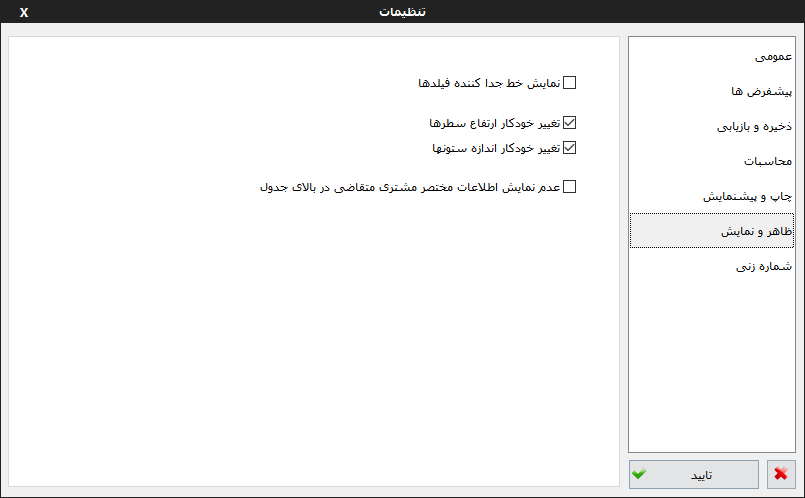 تنظیمات
X
عمومی
پیشفرض ها
ذخیره و بازیابی
محاسبات
چاپ و پیشنمایش
ظاهر و نمایش
شماره زنی
نمایش خط جدا کننده فیلدها
تغییر خودکار ارتفاع سطرها
تغییر خودکار اندازه ستونها
عدم نمایش اطلاعات مختصر مشتری متقاضی در بالای جدول
تایید